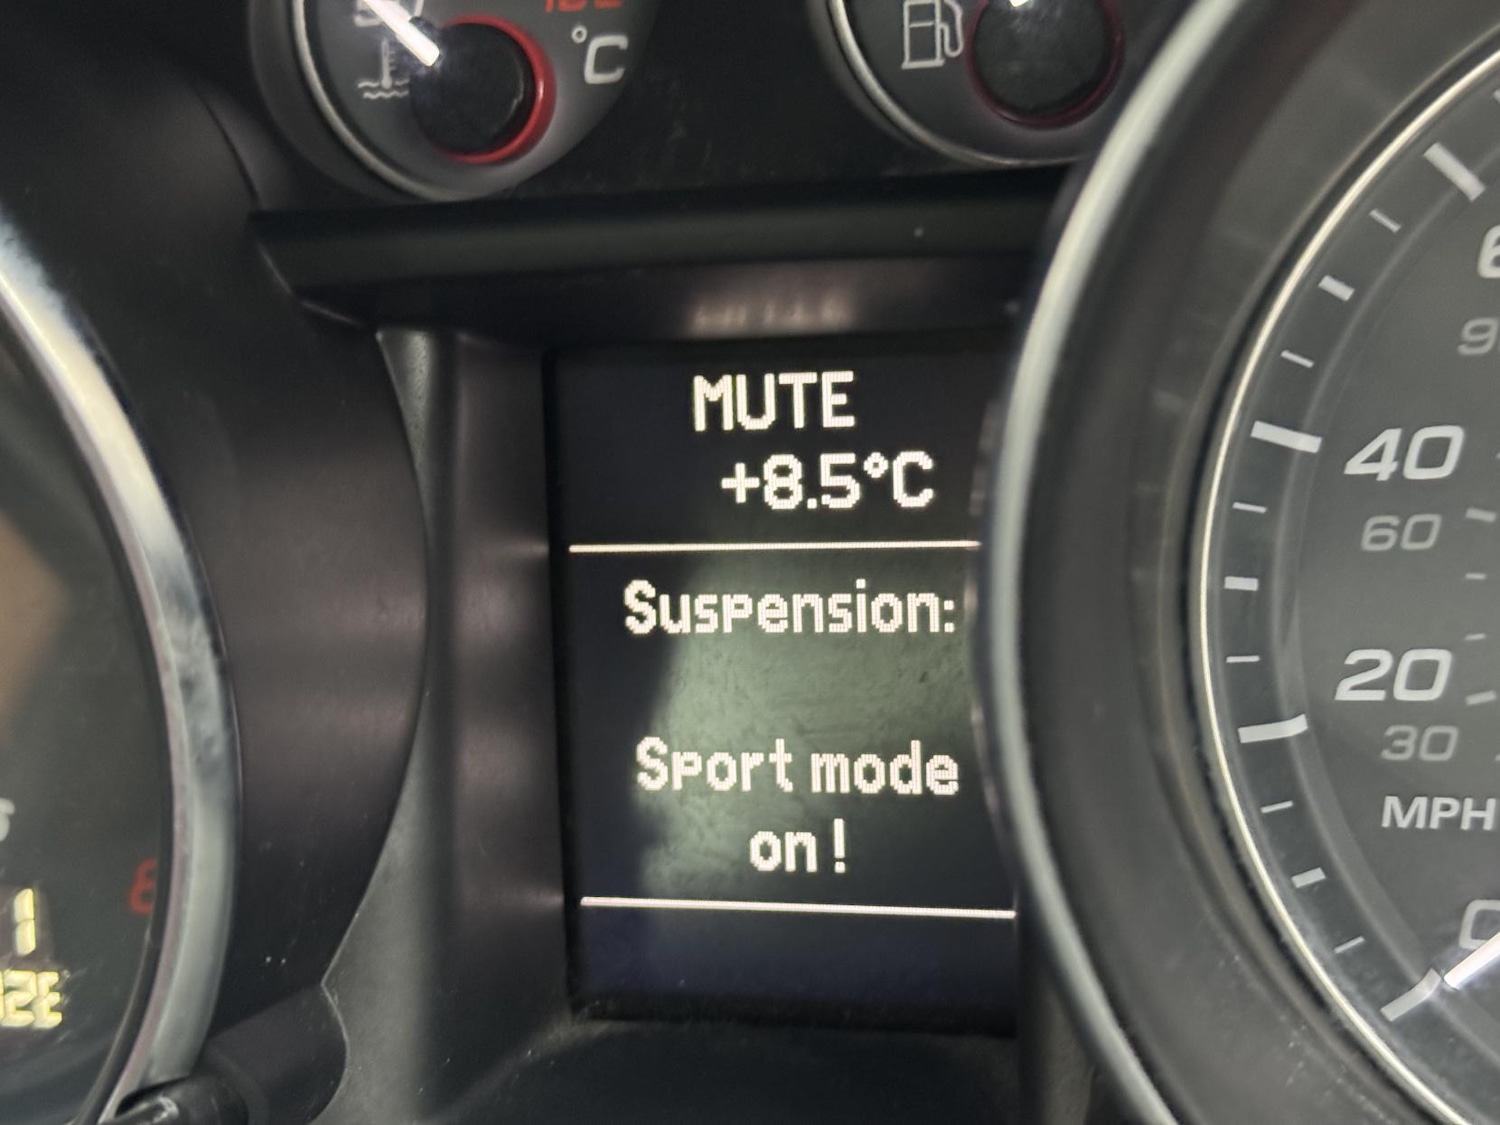 °C
MUTE
+8.5°C
Suspension:
Sport mode
on!
40
60
20
30
MPH